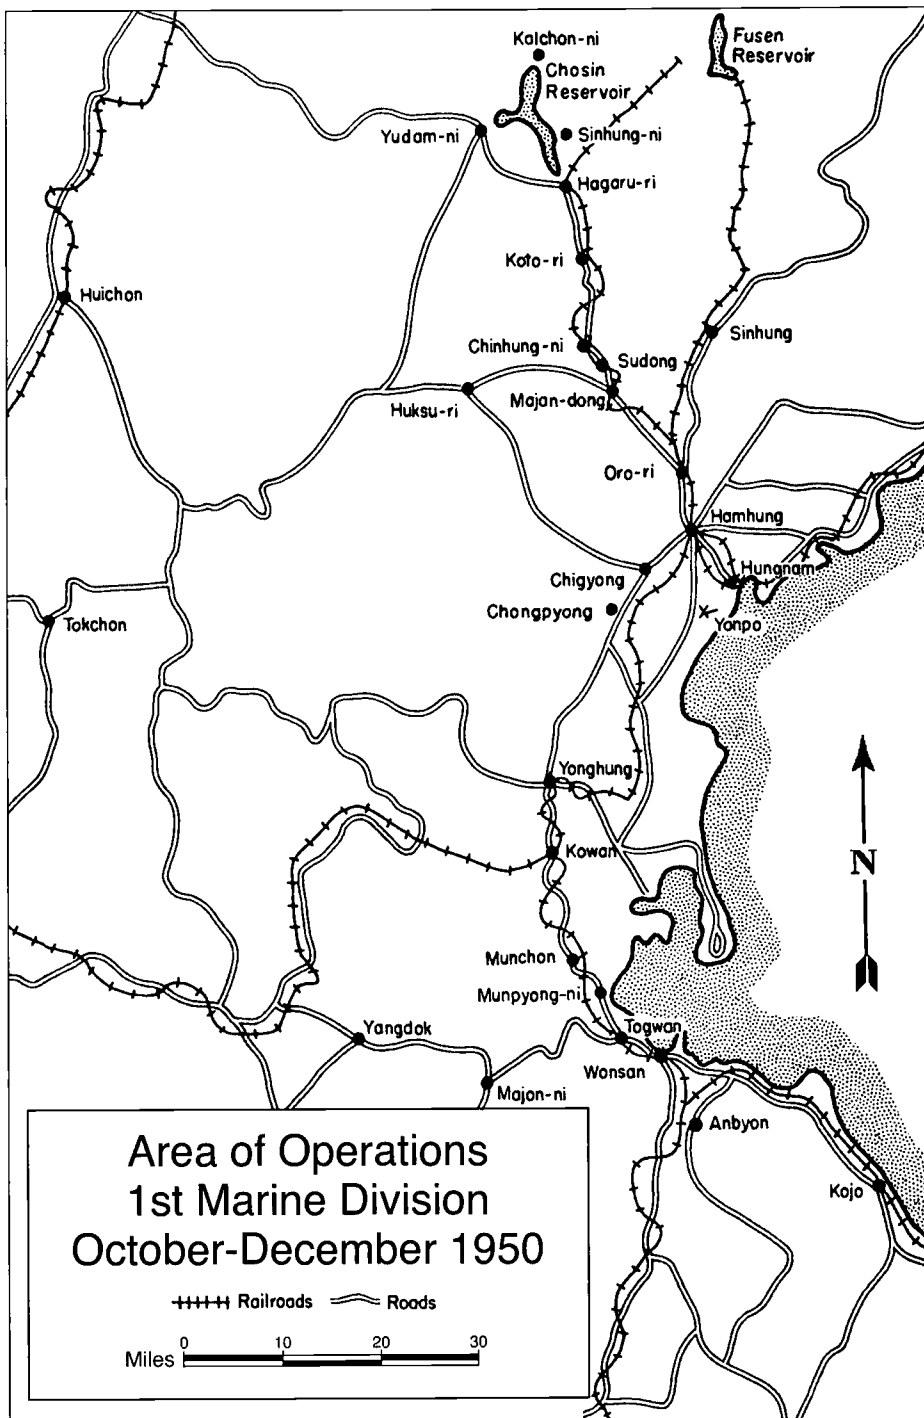 Kalchon-ni
Fusen
Reservoir
Chosin
Reservoir
Yudam-ni
Sinhung-ni
Hagaru-ri
Koto-ri
Huichon
Chinhung-ni
Sudong
Sinhung
Huksu-ri
Majan-dong
Oro-ri
Hamhung
Chigyong
Hungnam
Chongpyong
Yonpo
Tokchon
Yonghung
Kowan
N
Munchon
Munpyong-ni
Togwan
Yangdok
Wonsan
Majon-ni
Anbyon
Kojo
Area of Operations
1st Marine Division
October-December 1950
Railroads Roads
0 10 20 30
Miles